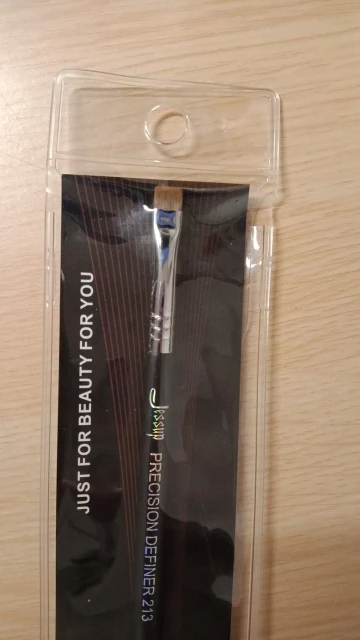 JUST FOR BEAUTY FOR YOU
Jessup PRECISION DEFINER 213